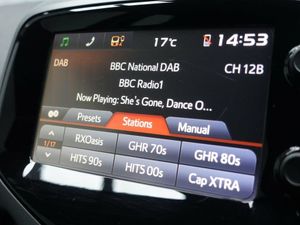 17°C 14:53
DAB BBC National DAB CH 12B
BBC Radio1
Now Playing: She's Gone, Dance O...
Presets Stations Manual
1/17
RXOasis GHR 70s GHR 80s
HITS 90s HITS 00s Cap XTRA